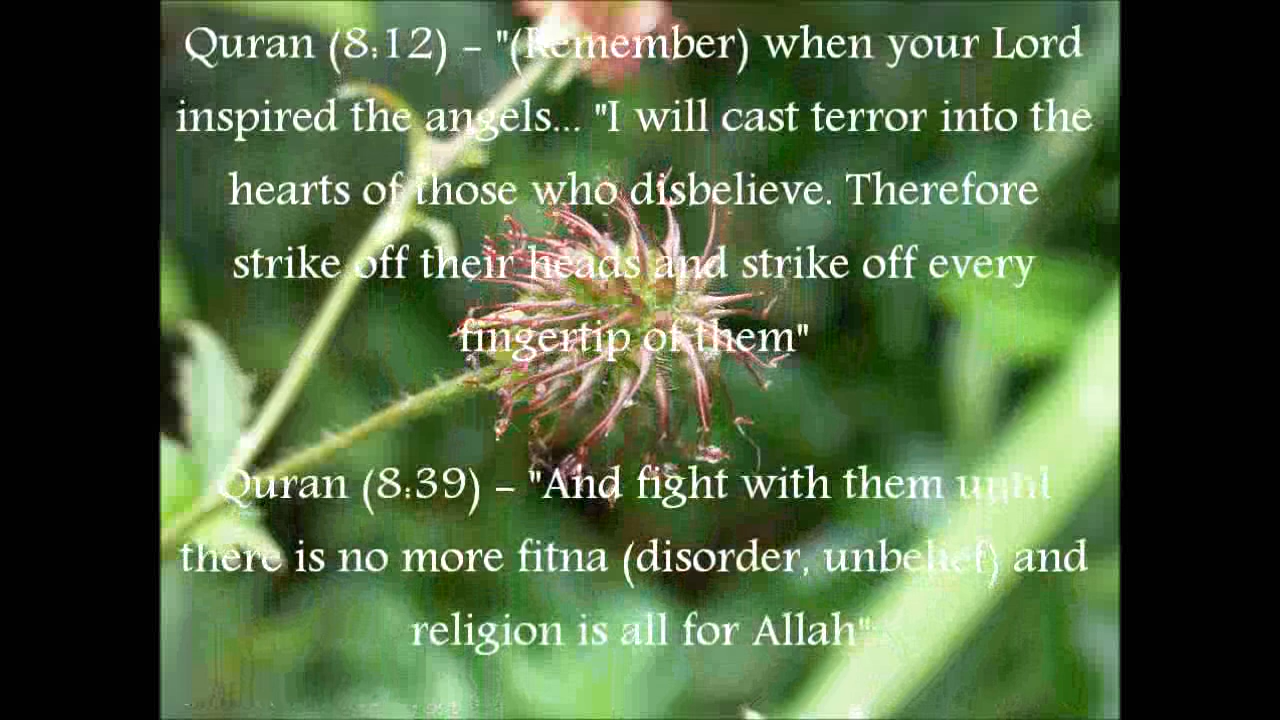 Quran (8:12) - "(Remember) when your Lord
inspired the angels... "I will cast terror into the
hearts of those who disbelieve. Therefore
strike off their heads and strike off every
fingertip of them"
Quran (8:39) - "And fight with them until
there is no more fitna (disorder, unbelief) and
religion is all for Allah"